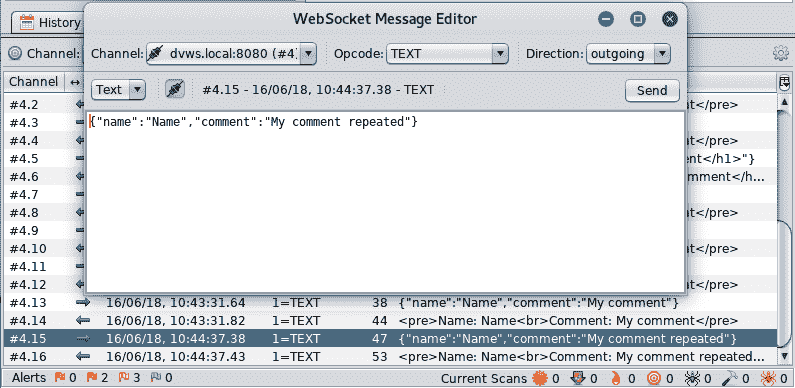 WebSocket Message Editor
History
Channel: dvws.local:8080 (#4. Opcode: TEXT Direction: outgoing
Channel:
Text #4.15 - 16/06/18, 10:44:37.38 - TEXT Send
Channel
{"name":"Name","comment":"My comment repeated"}
#4.2 nt</pre>
#4.3
#4.4 nt</pre>
#4.5 ent</h1>"}
#4.6 mment</h...
#4.7
#4.8 nt</pre>
#4.9
#4.10 nt</pre>
#4.11
#4.12 nt</pre>
#4.13 16/06/18, 10:43:31.64 1=TEXT 38 {"name":"Name","comment":"My comment"}
#4.14 16/06/18, 10:43:31.82 1=TEXT 44 <pre>Name: Name<br>Comment: My comment</pre>
#4.15 16/06/18, 10:44:37.38 1=TEXT 47 {"name":"Name","comment":"My comment repeated"}
#4.16 16/06/18, 10:44:37.43 1=TEXT 53 <pre>Name: Name<br>Comment: My comment repeated...
Alerts 0 2 3 0 Current Scans 0 0 0 0 0 0 0